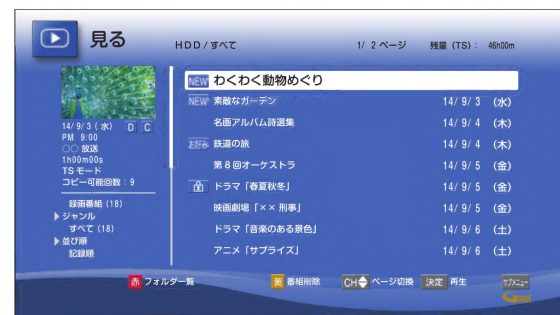 見る
HDD/すべて 1/ 2 ページ 残量 (TS): 46h00m
NEW わくわく動物めぐり
NEW 素敵なガーデン 14/ 9/ 3 (水)
名画アルバム詩選集 14/ 9/ 4 (木)
お好み 鉄道の旅 14/ 9/ 4 (木)
第8回オーケストラ 14/ 9/ 5 (金)
ドラマ「春夏秋冬」 14/ 9/ 5 (金)
映画劇場「××刑事」 14/ 9/ 5 (金)
ドラマ「音楽のある景色」 14/ 9/ 6 (土)
アニメ「サプライズ」 14/ 9/ 6 (土)
14/ 9/ 3 (水) D C
PM 9:00
○○ 放送
1h00m00s
TS モード
コピー可能回数:9
録画番組 (18)
ジャンル
すべて (18)
並び順
記録順
赤 フォルダ一覧 黄 番組削除 CH ページ切換 決定 再生 サブメニュー